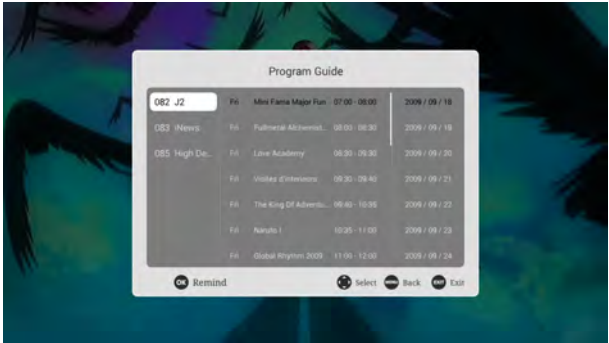 Program Guide
082 J2 Fri Mini Fama Major Fun 07:00 - 08:00 2009 / 09 / 18
083 iNews Fri Fullmetal Alchemist... 08:00 - 08:30 2009 / 09 / 19
085 High De... Fri Love Academy 08:30 - 09:30 2009 / 09 / 20
Fri Visites d'interiors 09:30 - 09:40 2009 / 09 / 21
Fri The King Of Adventu... 09:40 - 10:35 2009 / 09 / 22
Fri Naruto I 10:35 - 11:00 2009 / 09 / 23
Fri Global Rhythm 2009 11:00 - 12:00 2009 / 09 / 24
OK Remind Select MENU Back EXIT Exit